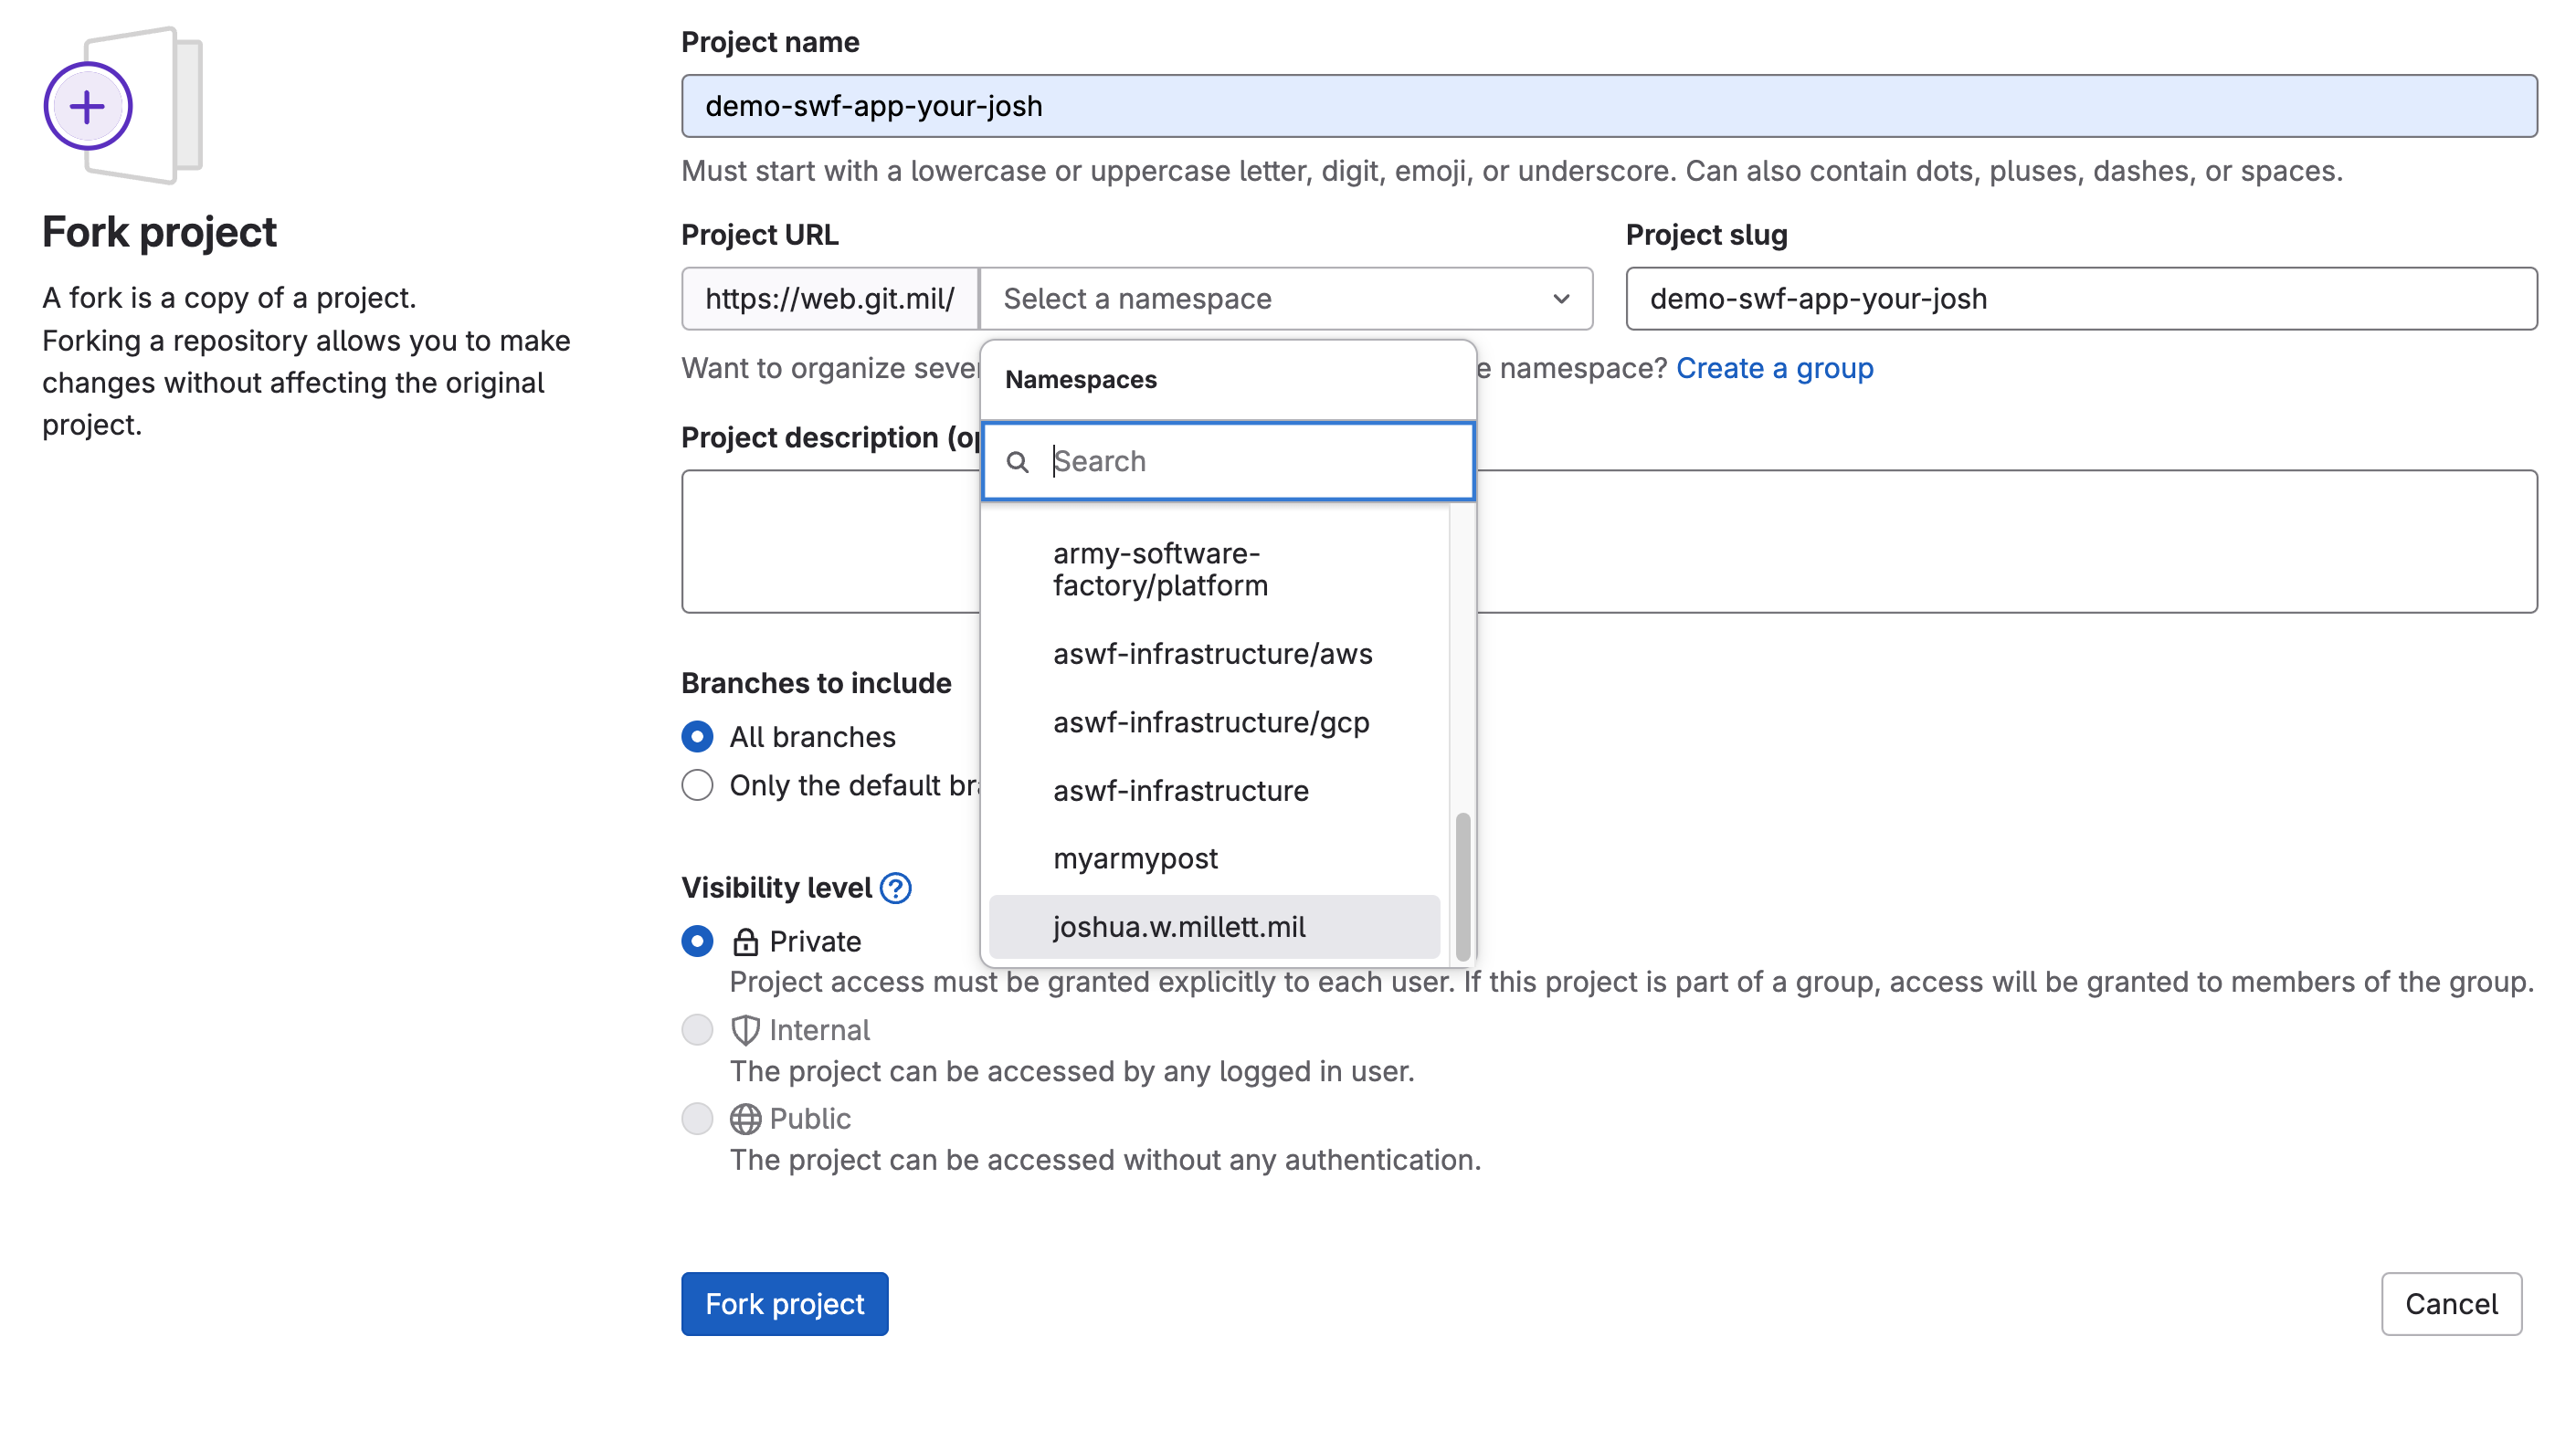 Fork project
A fork is a copy of a project.
Forking a repository allows you to make
changes without affecting the original
project.
Project name
demo-swf-app-your-josh
Must start with a lowercase or uppercase letter, digit, emoji, or underscore. Can also contain dots, pluses, dashes, or spaces.
Project URL
Project slug
https://web.git.mil/
Select a namespace
demo-swf-app-your-josh
Want to organize sever
e namespace? Create a group
Namespaces
Search
army-software-
factory/platform
aswf-infrastructure/aws
aswf-infrastructure/gcp
aswf-infrastructure
myarmypost
joshua.w.millett.mil
Project description (op
Branches to include
All branches
Only the default bra
Visibility level
Private
Project access must be granted explicitly to each user. If this project is part of a group, access will be granted to members of the group.
Internal
The project can be accessed by any logged in user.
Public
The project can be accessed without any authentication.
Fork project
Cancel